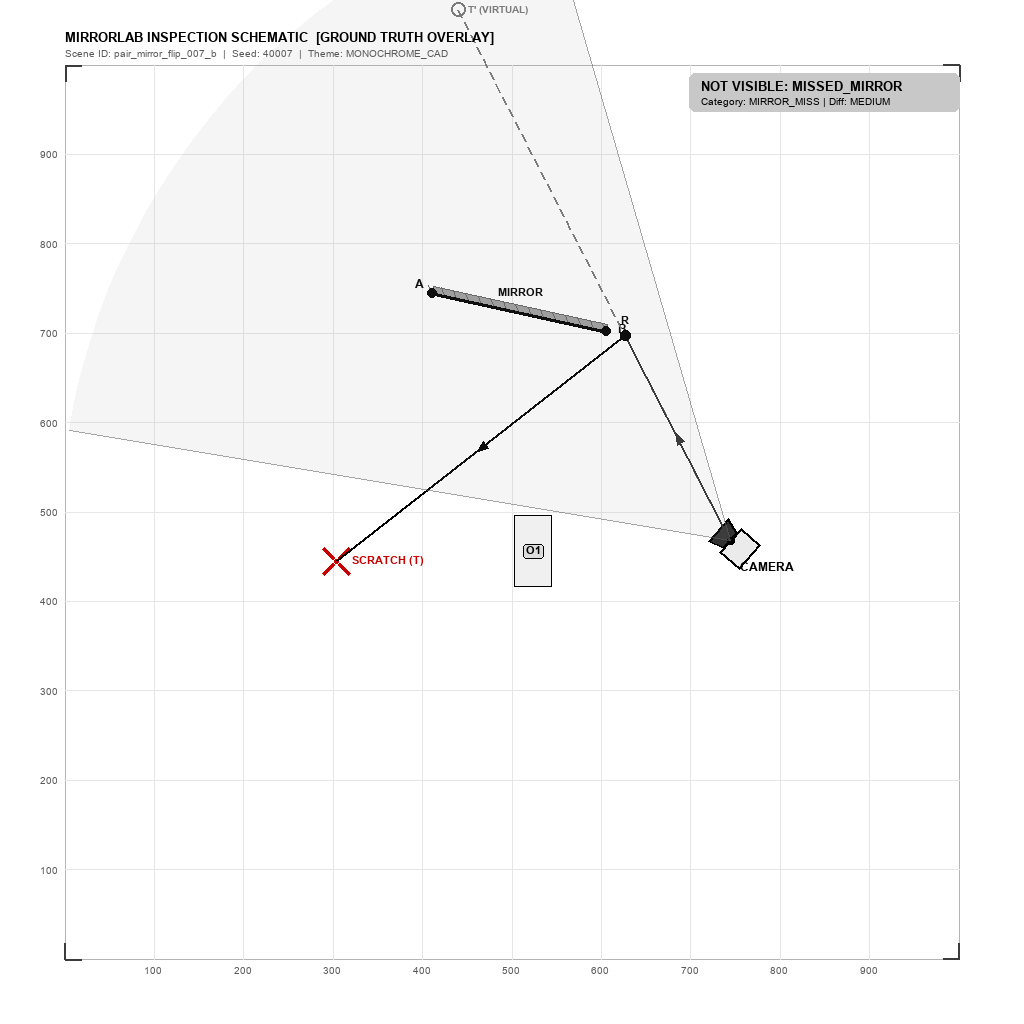 T' (VIRTUAL)
MIRRORLAB INSPECTION SCHEMATIC [GROUND TRUTH OVERLAY]
Scene ID: pair_mirror_flip_007_b | Seed: 40007 | Theme: MONOCHROME_CAD
NOT VISIBLE: MISSED_MIRROR
Category: MIRROR_MISS | Diff: MEDIUM
900
800
A
MIRROR
R
B
700
600
500
O1
SCRATCH (T)
CAMERA
400
300
200
100
100 200 300 400 500 600 700 800 900